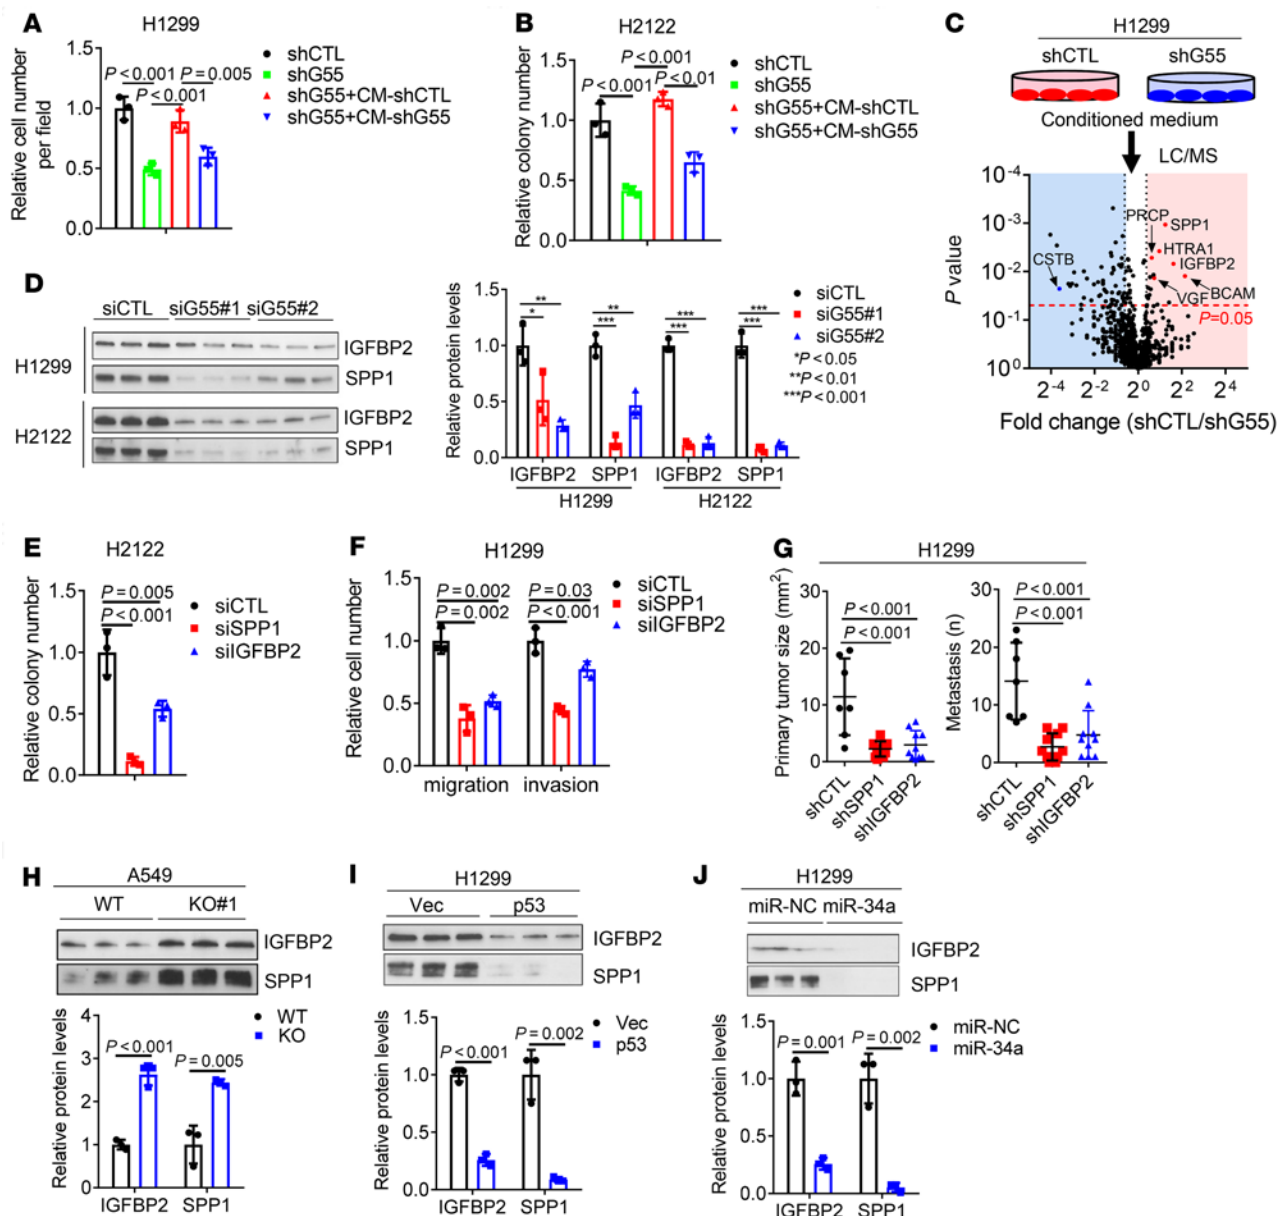 A
H1299
Relative cell number
per field
1.5
1.0
0.5
0.0
P < 0.001
P = 0.005
P < 0.001
shCTL
shG55
shG55+CM-shCTL
shG55+CM-shG55
B
H2122
Relative colony number
1.5
1.0
0.5
0.0
P < 0.001
P < 0.001
P < 0.01
shCTL
shG55
shG55+CM-shCTL
shG55+CM-shG55
C
H1299
shCTL
shG55
Conditioned medium
LC/MS
P value
10-4
10-3
10-2
10-1
100
PRCP
SPP1
HTRA1
IGFBP2
CSTB
VGF
BCAM
P=0.05
2-4 2-2 20 22 24
Fold change (shCTL/shG55)
D
siCTL siG55#1 siG55#2
H1299
IGFBP2
SPP1
H2122
IGFBP2
SPP1
Relative protein levels
1.5
1.0
0.5
0.0
** * ** *** *** *** *** ***
siCTL
siG55#1
siG55#2
*P < 0.05
**P < 0.01
***P < 0.001
IGFBP2 SPP1 IGFBP2 SPP1
H1299 H2122
E
H2122
Relative colony number
1.5
1.0
0.5
0.0
P = 0.005
P < 0.001
siCTL
siSPP1
siIGFBP2
F
H1299
Relative cell number
1.5
1.0
0.5
0.0
P = 0.002 P = 0.03
P = 0.002 P < 0.001
siCTL
siSPP1
siIGFBP2
migration invasion
G
H1299
Primary tumor size (mm2)
30
20
10
0
P < 0.001
P < 0.001
shCTL
shSPP1
shIGFBP2
Metastasis (n)
30
20
10
0
P < 0.001
P < 0.001
shCTL
shSPP1
shIGFBP2
H
A549
WT KO#1
IGFBP2
SPP1
WT
KO
Relative protein levels
4
3
2
1
0
P < 0.001
P = 0.005
IGFBP2 SPP1
I
H1299
Vec p53
IGFBP2
SPP1
Relative protein levels
1.5
1.0
0.5
0.0
P < 0.001
P = 0.002
Vec
p53
IGFBP2 SPP1
J
H1299
miR-NC miR-34a
IGFBP2
SPP1
Relative protein levels
1.5
1.0
0.5
0.0
P = 0.001
P = 0.002
miR-NC
miR-34a
IGFBP2 SPP1